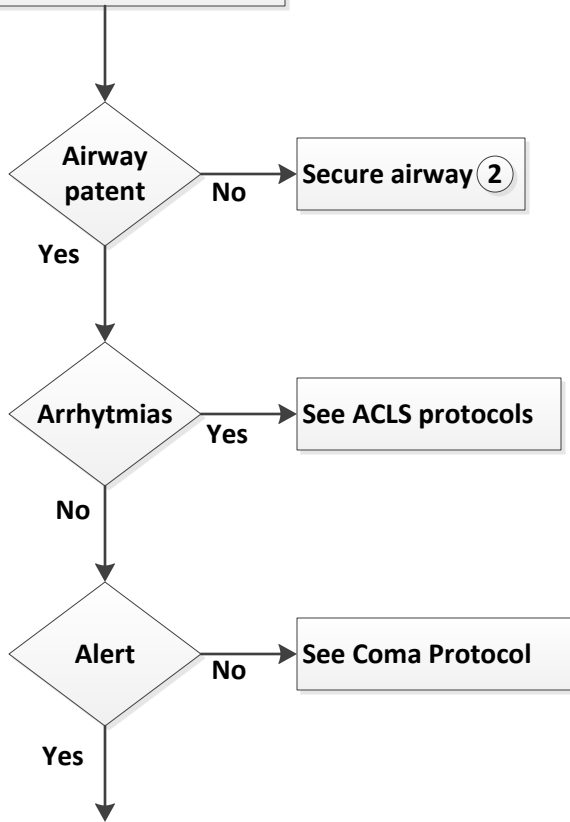 Airway
patent
No
Secure airway 2
Yes
Arrhytmias
Yes
See ACLS protocols
No
Alert
No
See Coma Protocol
Yes